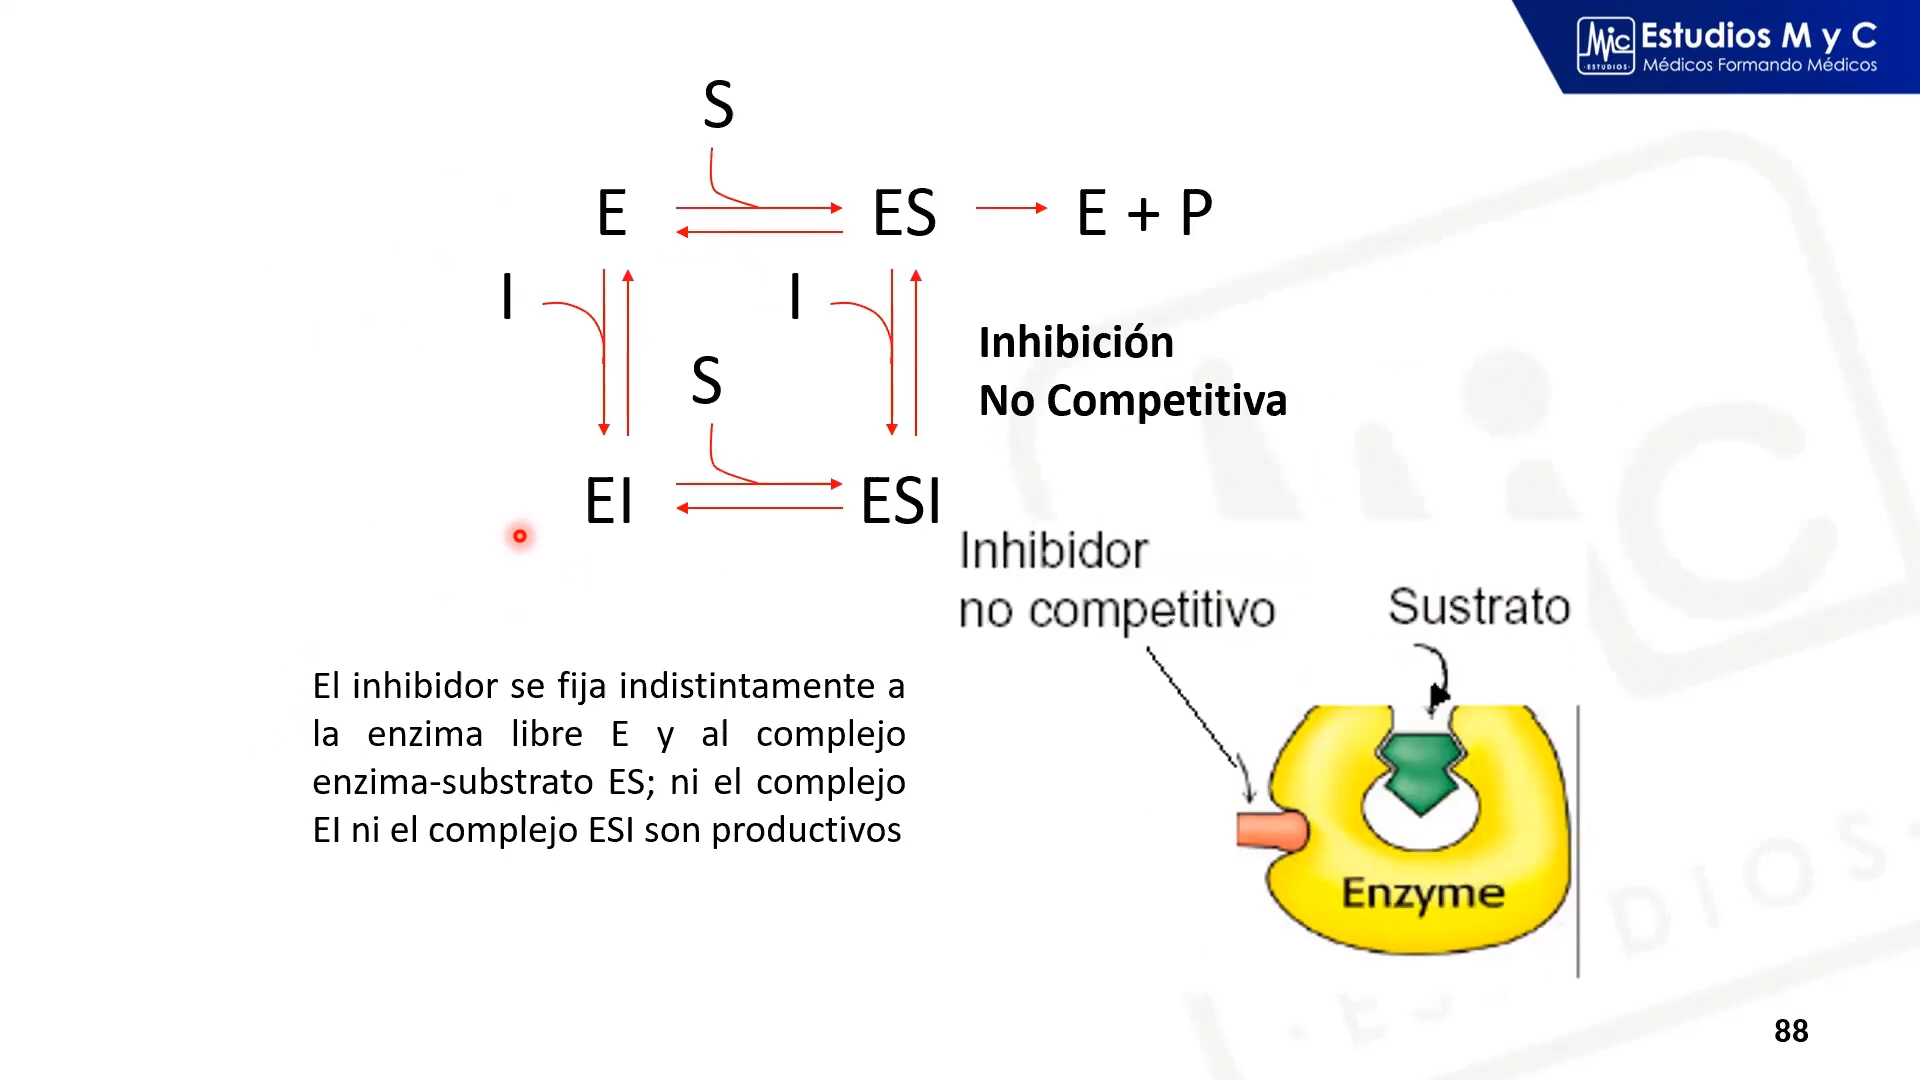 Estudios M y C
Médicos Formando Médicos
MiC
·ESTUDIOS·
S
E
ES
E + P
I
I
Inhibición
No Competitiva
S
EI
ESI
Inhibidor
no competitivo
Sustrato
El inhibidor se fija indistintamente a
la enzima libre E y al complejo
enzima-substrato ES; ni el complejo
EI ni el complejo ESI son productivos
Enzyme
88